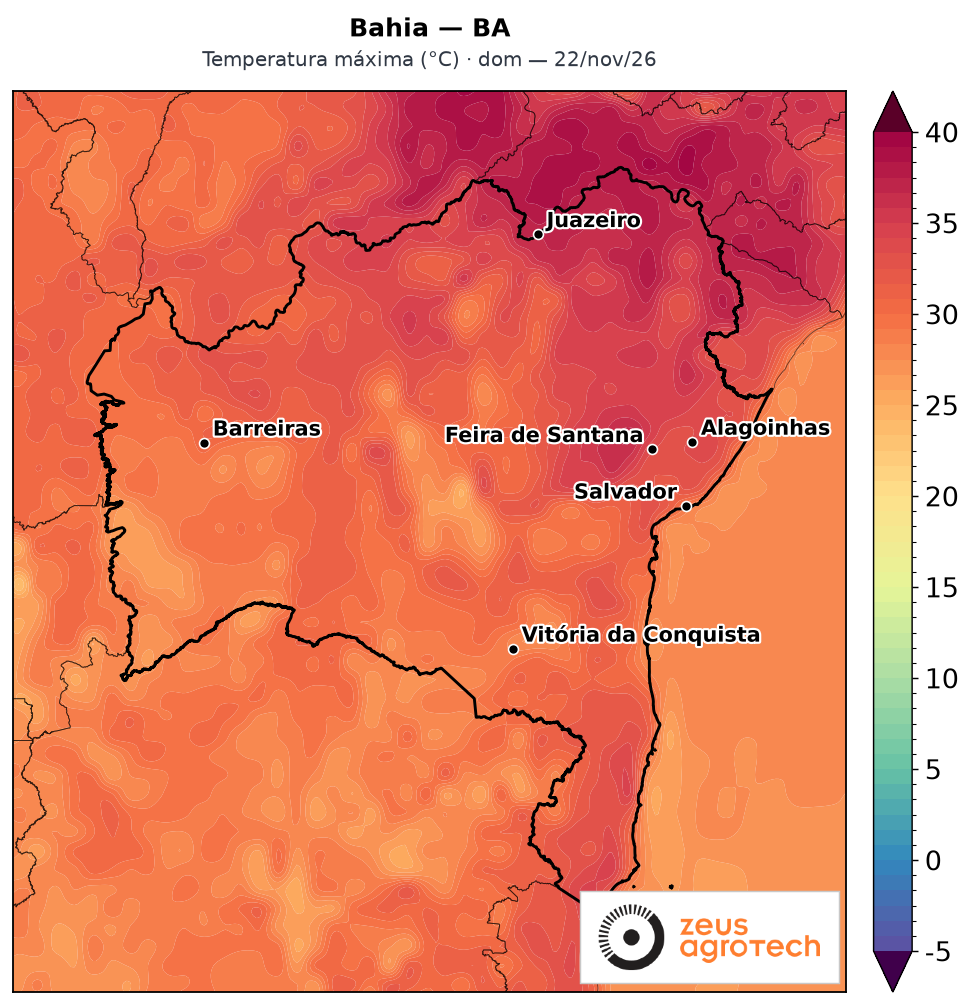 Bahia — BA
Temperatura máxima (°C) · dom — 22/nov/26
40
35
30
25
20
15
10
5
0
-5
Juazeiro
Barreiras
Feira de Santana
Alagoinhas
Salvador
Vitória da Conquista
zeus
agrotech